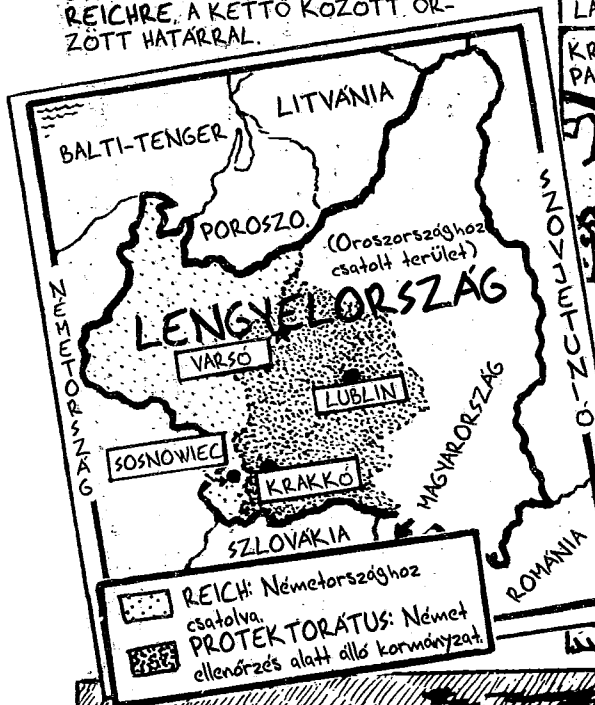 REICHRE, A KETTŐ KÖZÖTT ŐR-
ZÖTT HATÁRRAL.
LITVÁNIA
BALTI-TENGER
POROSZO.
(Oroszországhoz
csatolt terület)
SZOVJETUNIÓ
NÉMETORSZÁG
LENGYELORSZÁG
VARSÓ
LUBLIN
SOSNOWIEC
KRAKKÓ
MAGYARORSZÁG
SZLOVÁKIA
ROMÁNIA
REICH: Németországhoz
csatolva.
PROTEKTORÁTUS: Német
ellenőrzés alatt álló kormányzat.